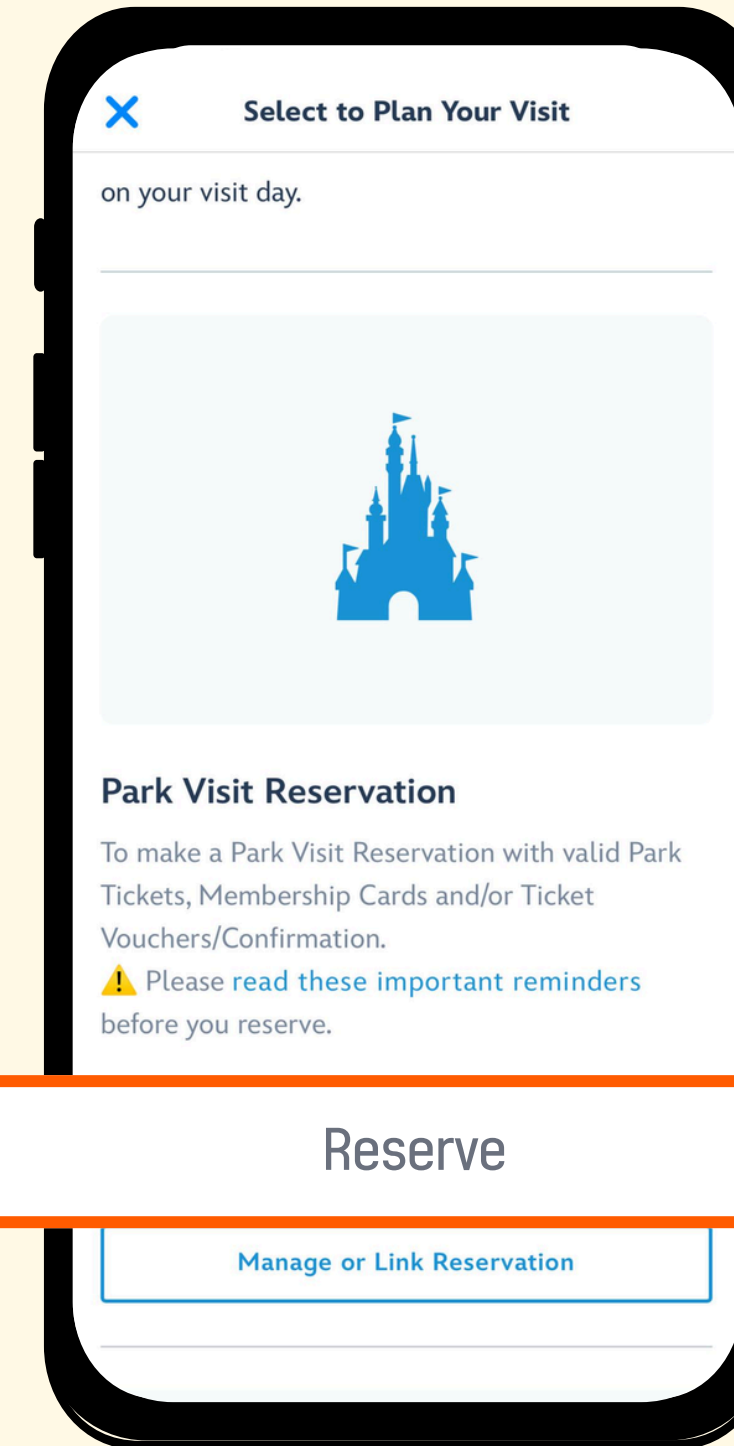 Select to Plan Your Visit
on your visit day.
Park Visit Reservation
To make a Park Visit Reservation with valid Park
Tickets, Membership Cards and/or Ticket
Vouchers/Confirmation.
⚠️ Please read these important reminders
before you reserve.
Reserve
Manage or Link Reservation